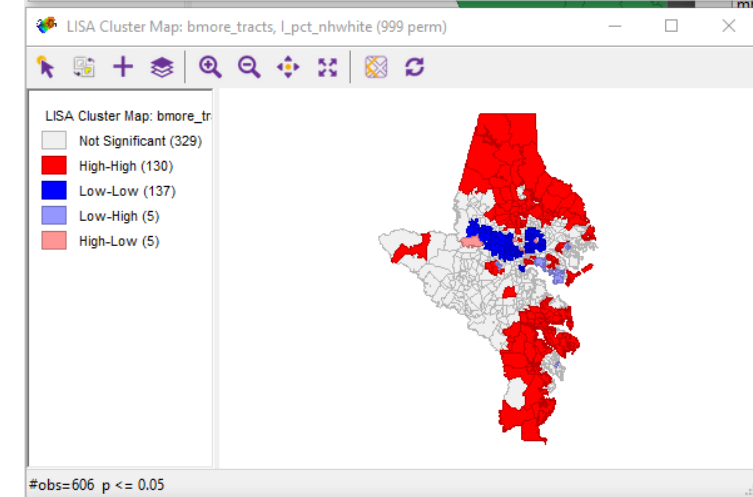 LISA Cluster Map: bmore_tracts, I_pct_nhwhite (999 perm)
LISA Cluster Map: bmore_tr
Not Significant (329)
High-High (130)
Low-Low (137)
Low-High (5)
High-Low (5)
#obs=606 p <= 0.05